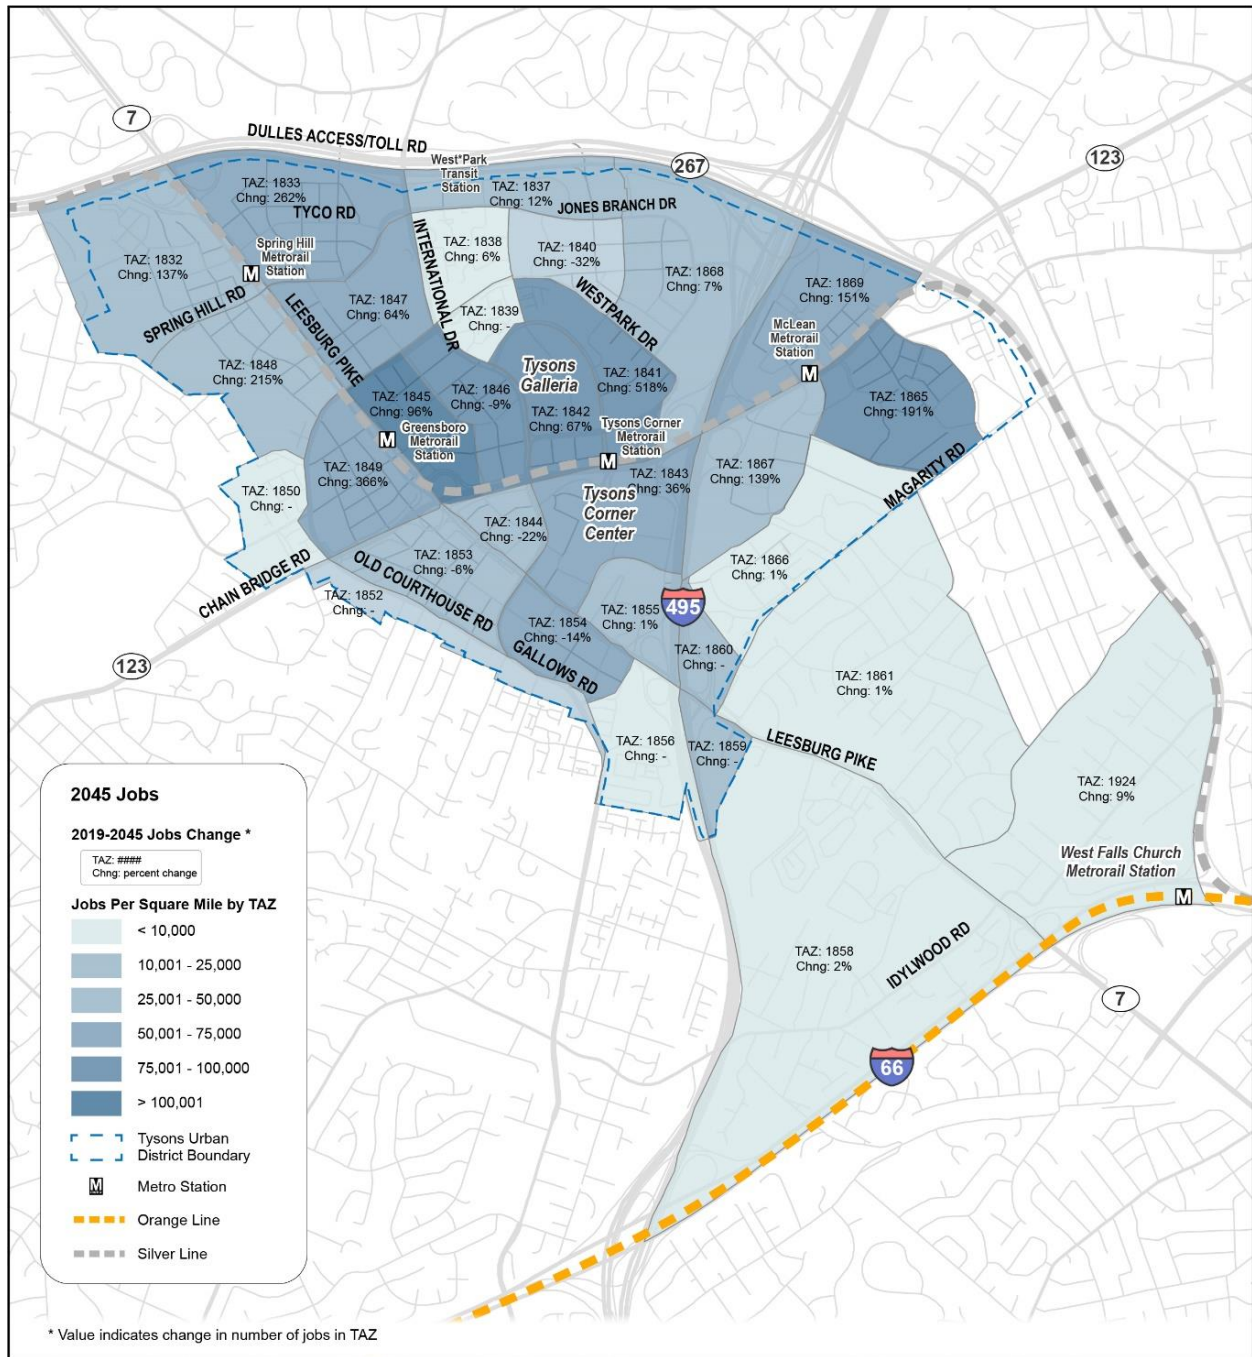 7
DULLES ACCESS/TOLL RD
West*Park
Transit
Station
267
123
TAZ: 1833
Chng: 262%
TYCO RD
TAZ: 1837
Chng: 12%
JONES BRANCH DR
INTERNATIONAL DR
TAZ: 1838
Chng: 6%
TAZ: 1840
Chng: -32%
Spring Hill
Metrorail
Station
M
TAZ: 1832
Chng: 137%
TAZ: 1868
Chng: 7%
TAZ: 1869
Chng: 151%
SPRING HILL RD
LEESBURG PIKE
TAZ: 1847
Chng: 64%
TAZ: 1839
Chng: -
WESTPARK DR
McLean
Metrorail
Station
M
TAZ: 1848
Chng: 215%
Tysons
Galleria
TAZ: 1841
Chng: 518%
TAZ: 1845
Chng: 96%
TAZ: 1846
Chng: -9%
TAZ: 1842
Chng: 67%
TAZ: 1865
Chng: 191%
Greensboro
Metrorail
Station
M
Tysons Corner
Metrorail
Station
M
TAZ: 1849
Chng: 366%
TAZ: 1843
Chng: 36%
TAZ: 1867
Chng: 139%
MAGARITY RD
TAZ: 1850
Chng: -
Tysons
Corner
Center
TAZ: 1844
Chng: -22%
TAZ: 1853
Chng: -6%
CHAIN BRIDGE RD
OLD COURTHOUSE RD
TAZ: 1866
Chng: 1%
TAZ: 1852
Chng: -
495
TAZ: 1855
Chng: 1%
TAZ: 1854
Chng: -14%
GALLOWS RD
TAZ: 1860
Chng: -
123
TAZ: 1861
Chng: 1%
TAZ: 1856
Chng: -
TAZ: 1859
Chng: -
LEESBURG PIKE
TAZ: 1924
Chng: 9%
West Falls Church
Metrorail Station
M
TAZ: 1858
Chng: 2%
IDYLWOOD RD
7
66
2045 Jobs
2019-2045 Jobs Change *
TAZ: ####
Chng: percent change
Jobs Per Square Mile by TAZ
< 10,000
10,001 - 25,000
25,001 - 50,000
50,001 - 75,000
75,001 - 100,000
> 100,001
Tysons Urban
District Boundary
M Metro Station
Orange Line
Silver Line
* Value indicates change in number of jobs in TAZ